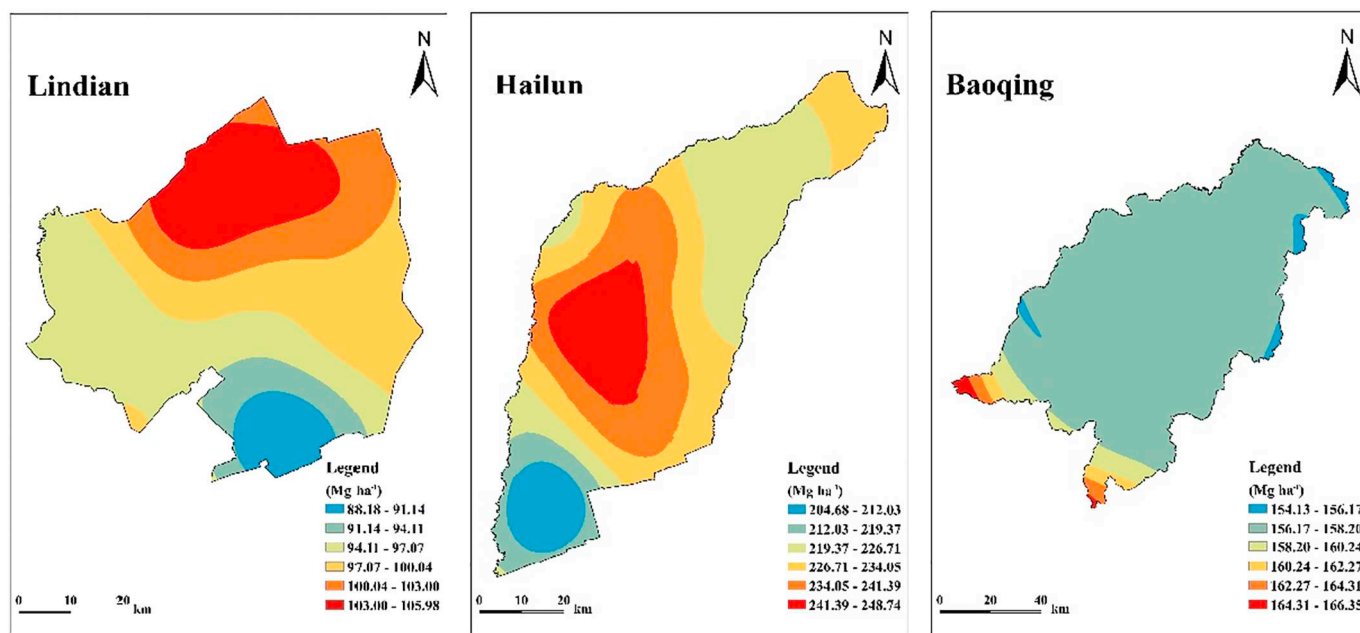 N
Lindian
Legend
(Mg ha⁻¹)
88.18 - 91.14
91.14 - 94.11
94.11 - 97.07
97.07 - 100.04
100.04 - 103.00
103.00 - 105.98
0 10 20 km
N
Hailun
Legend
(Mg ha⁻¹)
204.68 - 212.03
212.03 - 219.37
219.37 - 226.71
226.71 - 234.05
234.05 - 241.39
241.39 - 248.74
0 10 20 km
N
Baoqing
Legend
(Mg ha⁻¹)
154.13 - 156.17
156.17 - 158.20
158.20 - 160.24
160.24 - 162.27
162.27 - 164.31
164.31 - 166.35
0 20 40 km